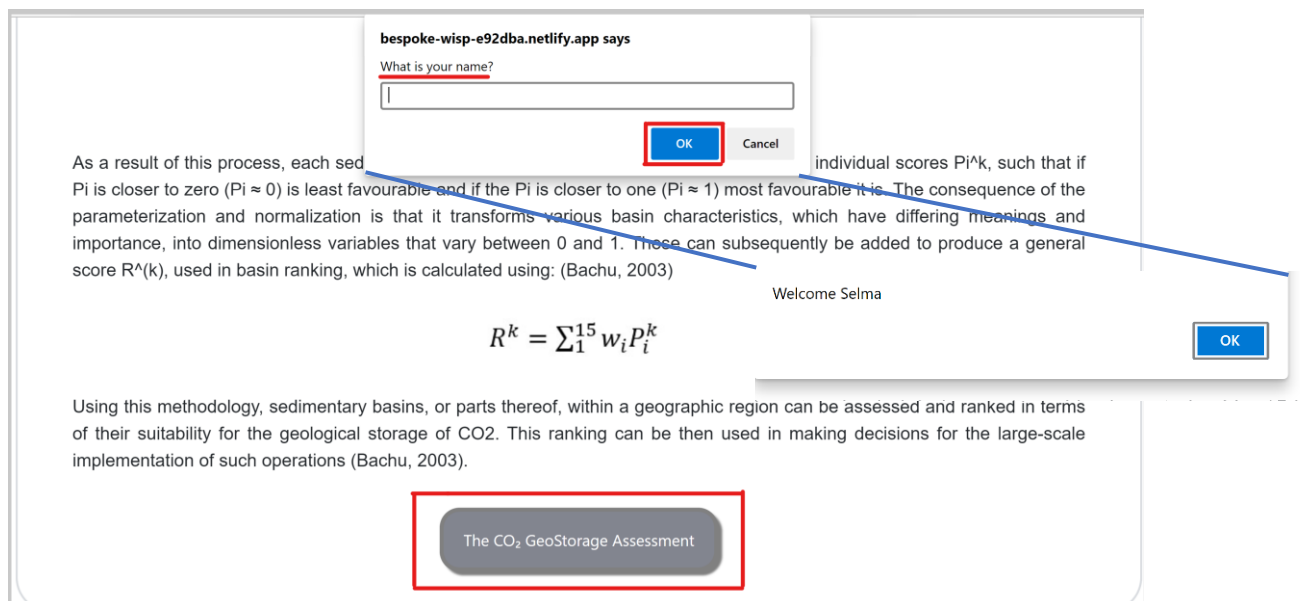 bespoke-wisp-e92dba.netlify.app says
What is your name?
OK
Cancel
As a result of this process, each sed individual scores Pi^k, such that if
Pi is closer to zero (Pi ≈ 0) is least favourable and if the Pi is closer to one (Pi ≈ 1) most favourable it is. The consequence of the
parameterization and normalization is that it transforms various basin characteristics, which have differing meanings and
importance, into dimensionless variables that vary between 0 and 1. These can subsequently be added to produce a general
score R^(k), used in basin ranking, which is calculated using: (Bachu, 2003)
Welcome Selma
OK
R^k = ∑_1^15 w_i P_i^k
Using this methodology, sedimentary basins, or parts thereof, within a geographic region can be assessed and ranked in terms
of their suitability for the geological storage of CO2. This ranking can be then used in making decisions for the large-scale
implementation of such operations (Bachu, 2003).
The CO₂ GeoStorage Assessment